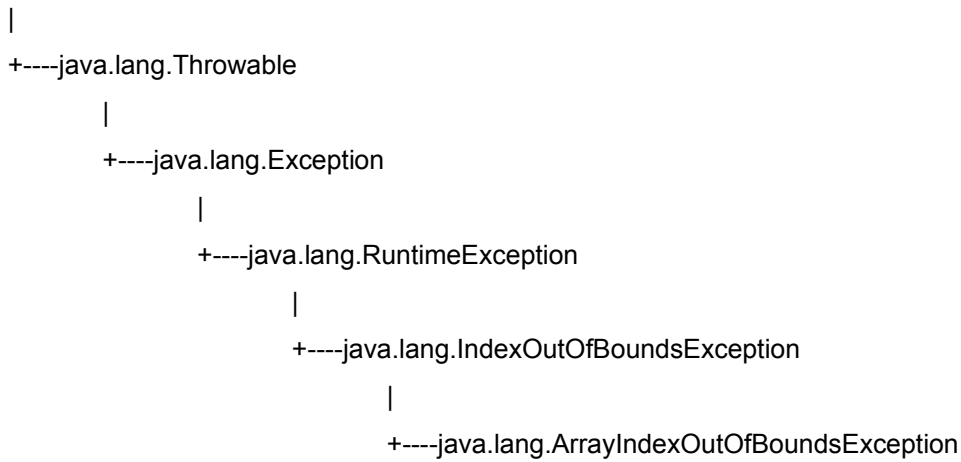 |
+----java.lang.Throwable
|
+----java.lang.Exception
|
+----java.lang.RuntimeException
|
+----java.lang.IndexOutOfBoundsException
|
+----java.lang.ArrayIndexOutOfBoundsException